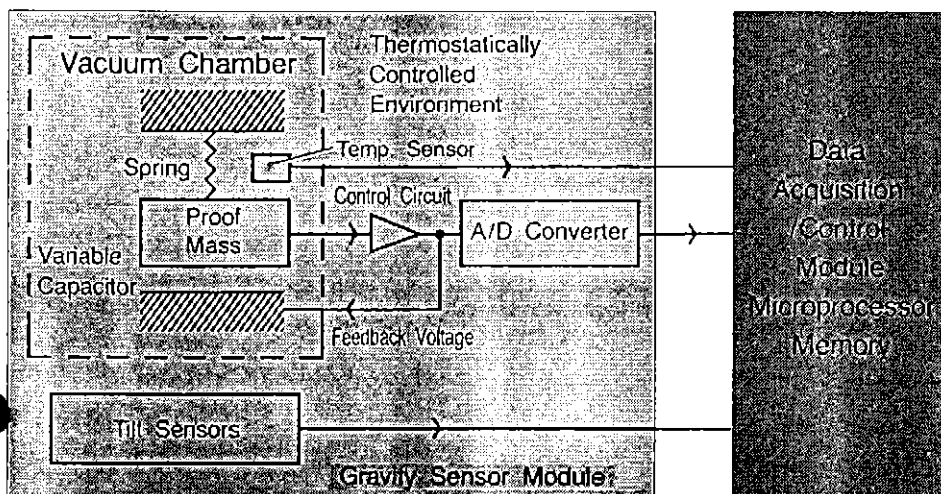 Vacuum Chamber
Thermostatically
Controlled
Environment
Spring
Temp. Sensor
Control Circuit
Proof
Mass
A/D Converter
Variable
Capacitor
Feedback Voltage
Tilt Sensors
Gravity Sensor Module
Data
Acquisition
/Control
Module
Microprocessor
Memory